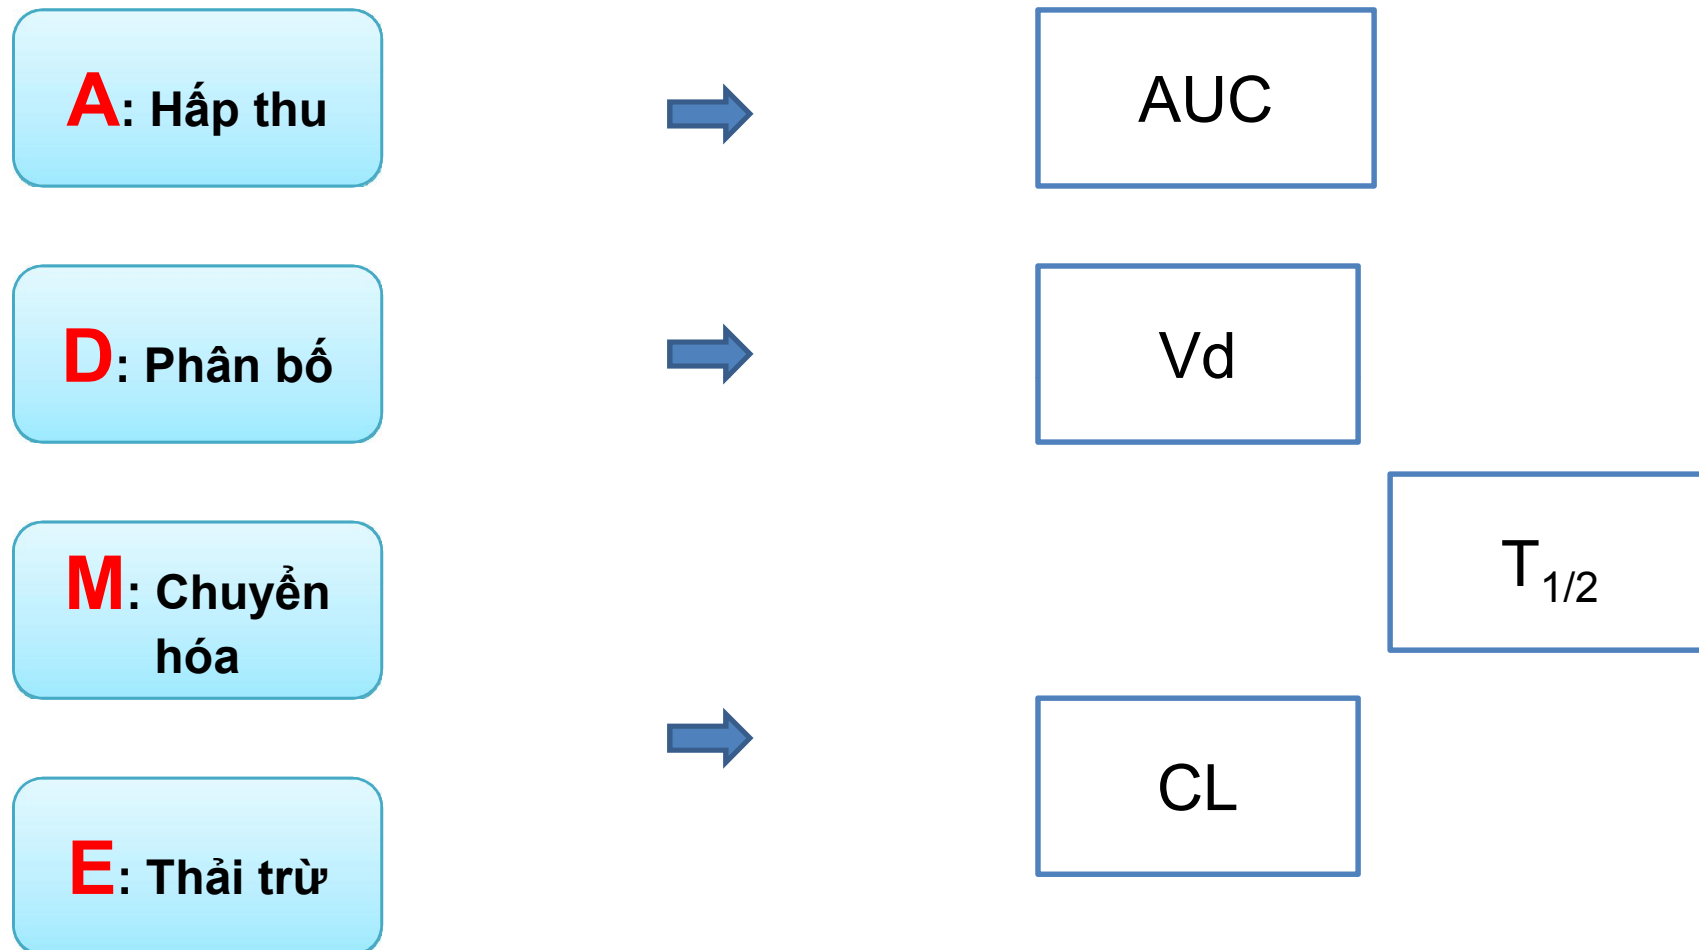 A: Hấp thu
AUC
D: Phân bố
Vd
M: Chuyển
hóa
T1/2
CL
E: Thải trừ